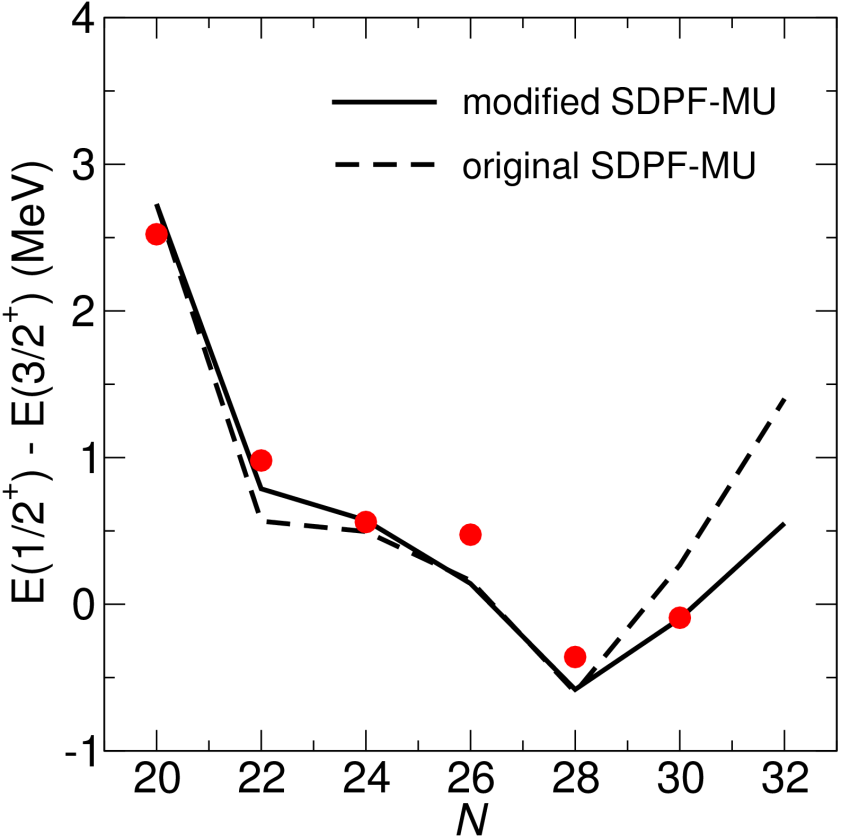 4
3
2
1
0
-1
E(1/2⁺) - E(3/2⁺) (MeV)
modified SDPF-MU
original SDPF-MU
20 22 24 26 28 30 32
N